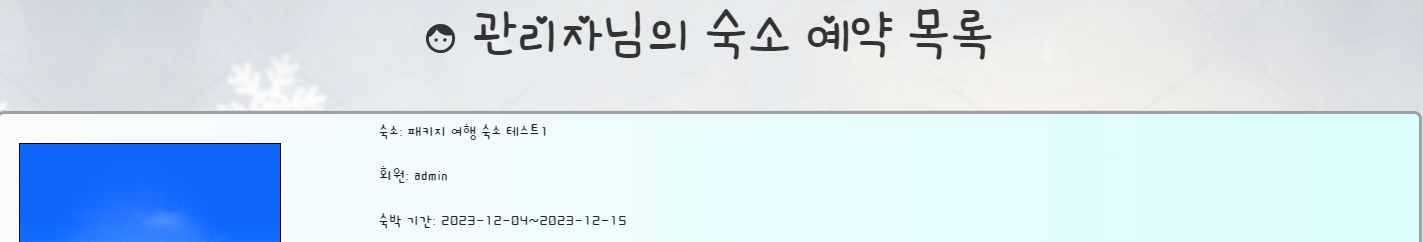 관리자님의 숙소 예약 목록
숙소: 패키지 여행 숙소 테스트1
회원: admin
숙박 기간: 2023-12-04~2023-12-15